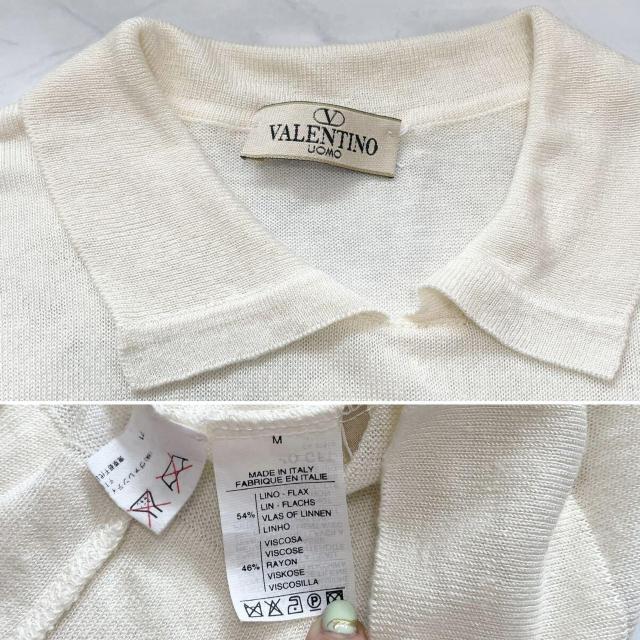 V
VALENTINO
UOMO
M
MADE IN ITALY
FABRIQUE EN ITALIE
54%
LINO - FLAX
LIN - FLACHS
VLAS OF LINNEN
LINHO
46%
VISCOSA
VISCOSE
RAYON
VISKOSE
VISCOSILLA
P